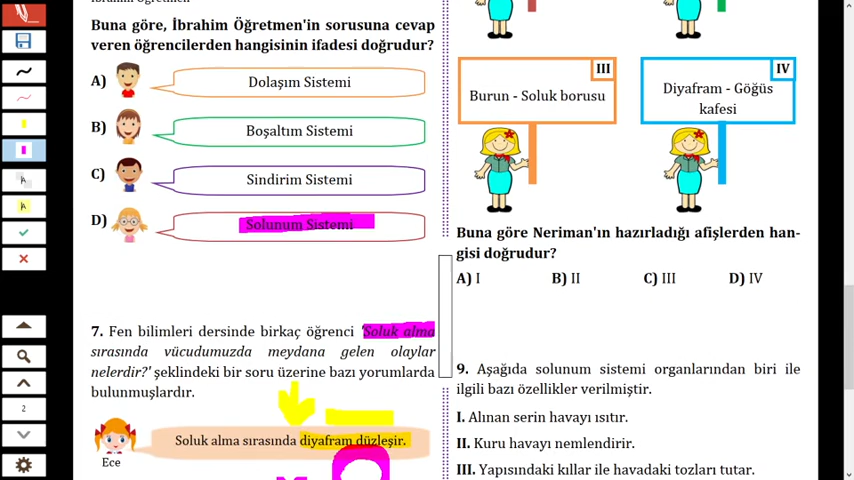 İbrahim Öğretmen
Buna göre, İbrahim Öğretmen'in sorusuna cevap
veren öğrencilerden hangisinin ifadesi doğrudur?
A) Dolaşım Sistemi
B) Boşaltım Sistemi
C) Sindirim Sistemi
D) Solunum Sistemi
7. Fen bilimleri dersinde birkaç öğrenci 'Soluk alma
sırasında vücudumuzda meydana gelen olaylar
nelerdir?' şeklindeki bir soru üzerine bazı yorumlarda
bulunmuşlardır.
Soluk alma sırasında diyafram düzleşir.
Ece
III
Burun - Soluk borusu
IV
Diyafram - Göğüs
kafesi
Buna göre Neriman'ın hazırladığı afişlerden han-
gisi doğrudur?
A) I B) II C) III D) IV
9. Aşağıda solunum sistemi organlarından biri ile
ilgili bazı özellikler verilmiştir.
I. Alınan serin havayı ısıtır.
II. Kuru havayı nemlendirir.
III. Yapısındaki kıllar ile havadaki tozları tutar.
2